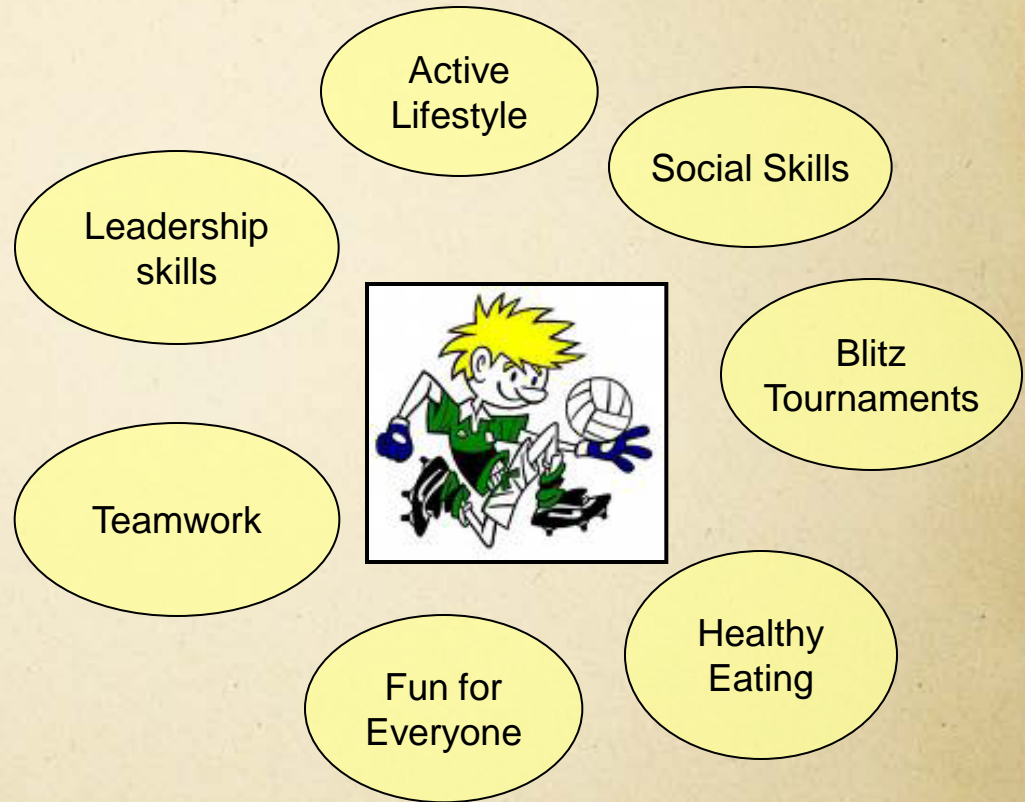 Active
Lifestyle
Social Skills
Leadership
skills
Blitz
Tournaments
Teamwork
Healthy
Eating
Fun for
Everyone